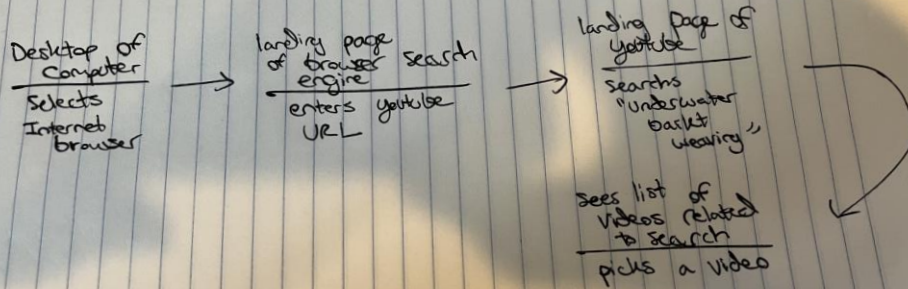 Desktop of
Computer
selects
Internet
browser
landing page
of browser search
engine
enters youtube
URL
landing page of
youtube
searchs
"underwater
baskt
weaving"
sees list of
videos related
to search
picks a video